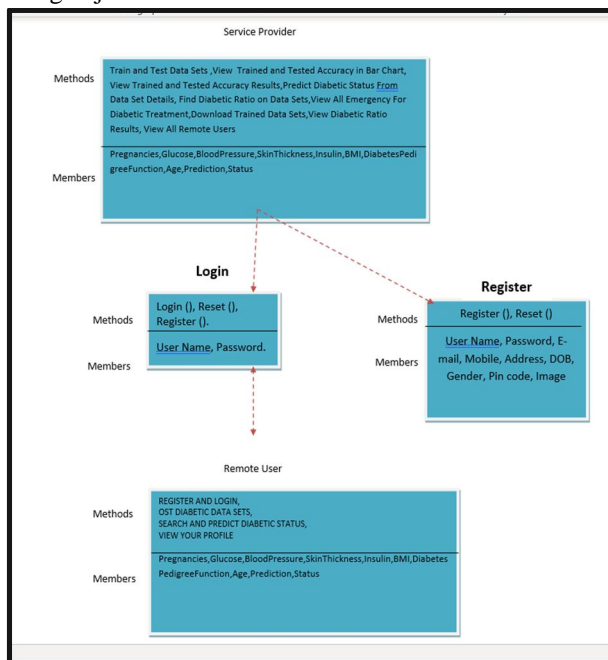 Service Provider
Methods
Train and Test Data Sets ,View Trained and Tested Accuracy in Bar Chart,
View Trained and Tested Accuracy Results,Predict Diabetic Status From
Data Set Details, Find Diabetic Ratio on Data Sets,View All Emergency For
Diabetic Treatment,Download Trained Data Sets,View Diabetic Ratio
Results, View All Remote Users
Members
Pregnancies,Glucose,BloodPressure,SkinThickness,Insulin,BMI,DiabetesPedi
greeFunction,Age,Prediction,Status
Login
Methods
Login (), Reset (),
Register ().
Members
User Name, Password.
Register
Methods
Register (), Reset ()
Members
User Name, Password, E-
mail, Mobile, Address, DOB,
Gender, Pin code, Image
Remote User
Methods
REGISTER AND LOGIN,
OST DIABETIC DATA SETS,
SEARCH AND PREDICT DIABETIC STATUS,
VIEW YOUR PROFILE
Members
Pregnancies,Glucose,BloodPressure,SkinThickness,Insulin,BMI,Diabetes
PedigreeFunction,Age,Prediction,Status